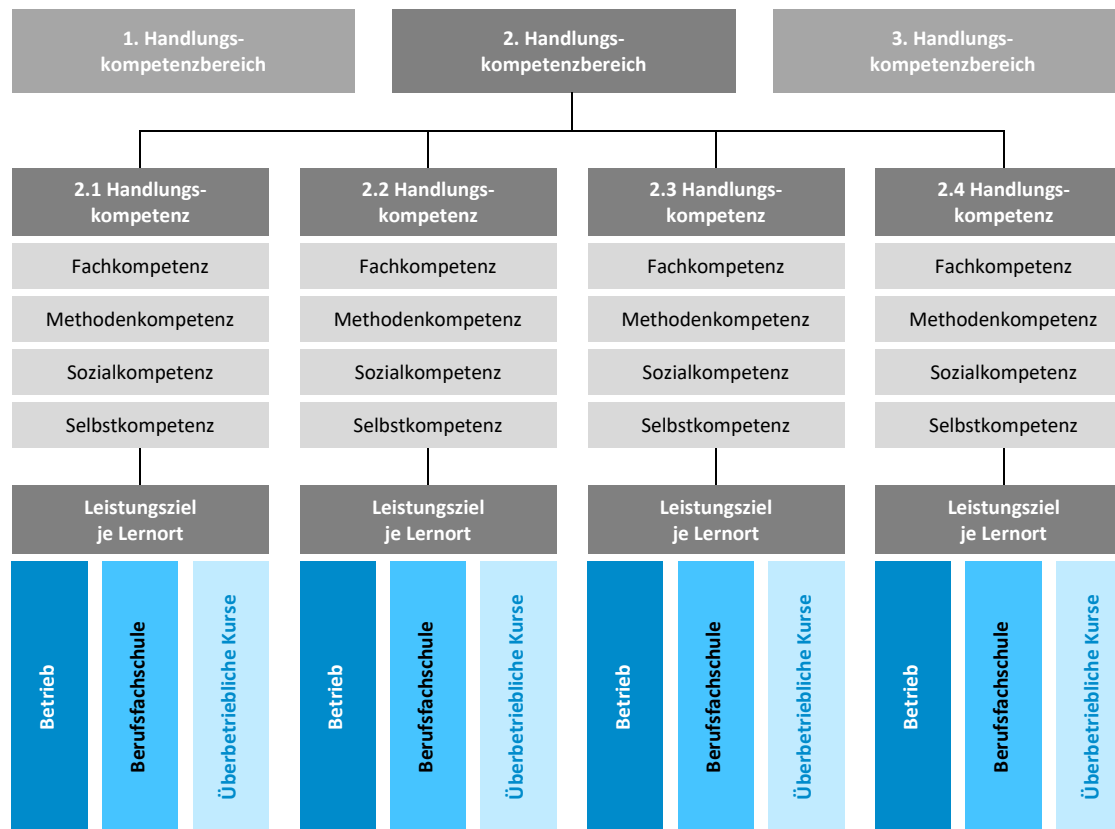 1. Handlungs-
kompetenzbereich
2. Handlungs-
kompetenzbereich
3. Handlungs-
kompetenzbereich
2.1 Handlungs-
kompetenz
2.2 Handlungs-
kompetenz
2.3 Handlungs-
kompetenz
2.4 Handlungs-
kompetenz
Fachkompetenz
Fachkompetenz
Fachkompetenz
Fachkompetenz
Methodenkompetenz
Methodenkompetenz
Methodenkompetenz
Methodenkompetenz
Sozialkompetenz
Sozialkompetenz
Sozialkompetenz
Sozialkompetenz
Selbstkompetenz
Selbstkompetenz
Selbstkompetenz
Selbstkompetenz
Leistungsziel
je Lernort
Leistungsziel
je Lernort
Leistungsziel
je Lernort
Leistungsziel
je Lernort
Betrieb
Berufsfachschule
Überbetriebliche Kurse
Betrieb
Berufsfachschule
Überbetriebliche Kurse
Betrieb
Berufsfachschule
Überbetriebliche Kurse
Betrieb
Berufsfachschule
Überbetriebliche Kurse